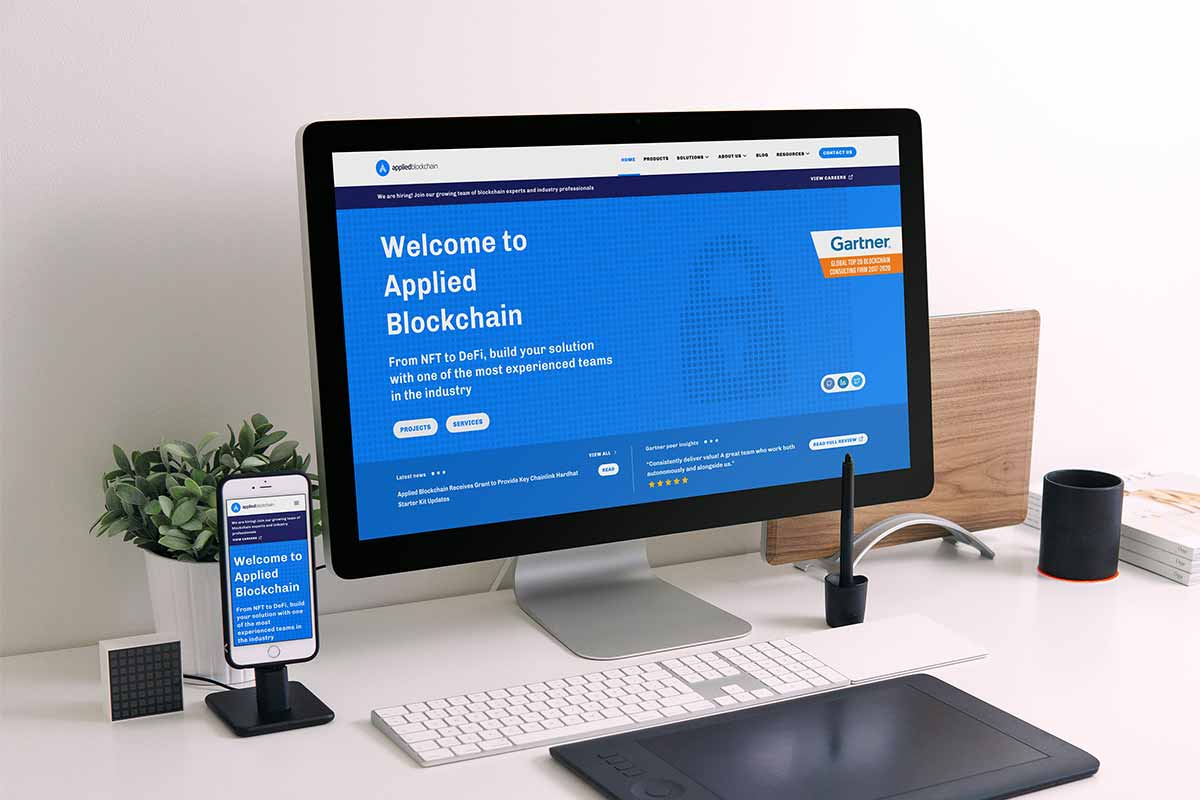 appliedblockchain
HOME PRODUCTS SOLUTIONS ABOUT US BLOG RESOURCES CONTACT US
We are hiring! Join our growing team of blockchain experts and industry professionals
VIEW CAREERS
Welcome to
Applied
Blockchain
From NFT to DeFi, build your solution
with one of the most experienced teams
in the industry
PROJECTS SERVICES
Gartner
GLOBAL TOP 20 BLOCKCHAIN
CONSULTING FIRM 2017-2020
Latest news
VIEW ALL
Applied Blockchain Receives Grant to Provide Key Chainlink Hardhat
Starter Kit Updates
READ
Gartner peer insights
"Consistently deliver value! A great team who work both
autonomously and alongside us."
READ FULL REVIEW
appliedblockchain
We are hiring! Join our growing team of
blockchain experts and industry
professionals
VIEW CAREERS
Welcome to
Applied
Blockchain
From NFT to DeFi, build
your solution with one
of the most
experienced teams in
the industry